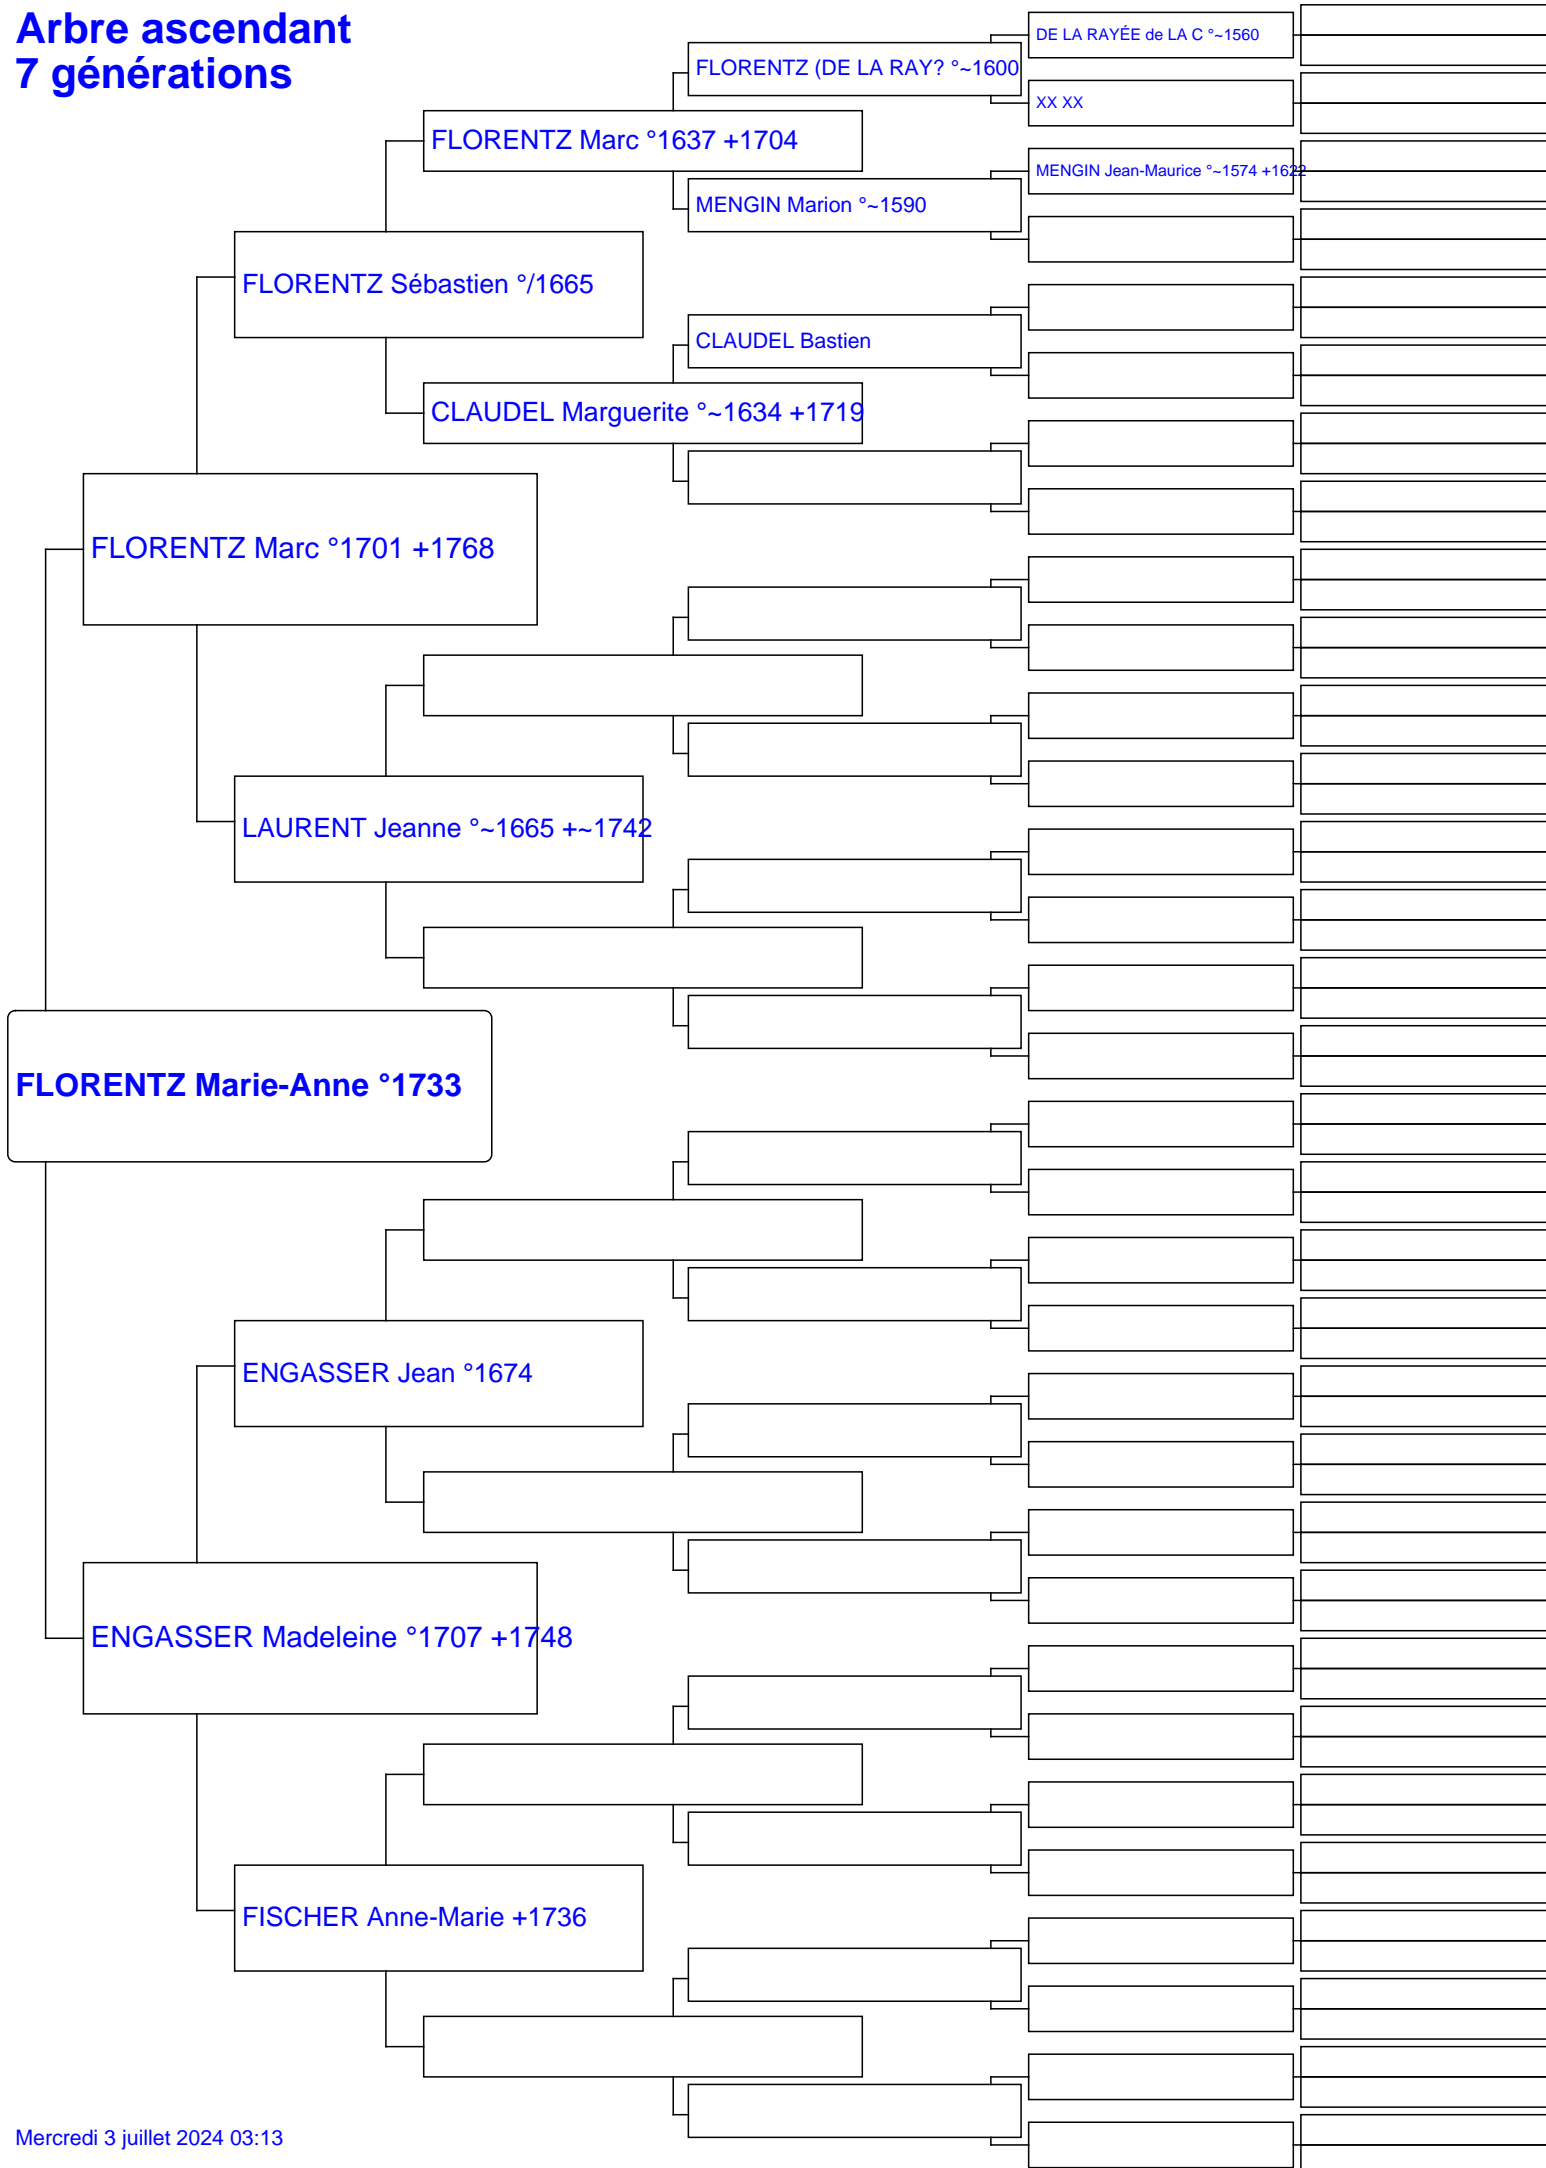 Arbre ascendant
7 générations
DE LA RAYÉE de LA C °~1560
FLORENTZ (DE LA RAY? °~1600
XX XX
FLORENTZ Marc °1637 +1704
MENGIN Jean-Maurice °~1574 +1622
MENGIN Marion °~1590
FLORENTZ Sébastien °/1665
CLAUDEL Bastien
CLAUDEL Marguerite °~1634 +1719
FLORENTZ Marc °1701 +1768
LAURENT Jeanne °~1665 +~1742
FLORENTZ Marie-Anne °1733
ENGASSER Jean °1674
ENGASSER Madeleine °1707 +1748
FISCHER Anne-Marie +1736
Mercredi 3 juillet 2024 03:13